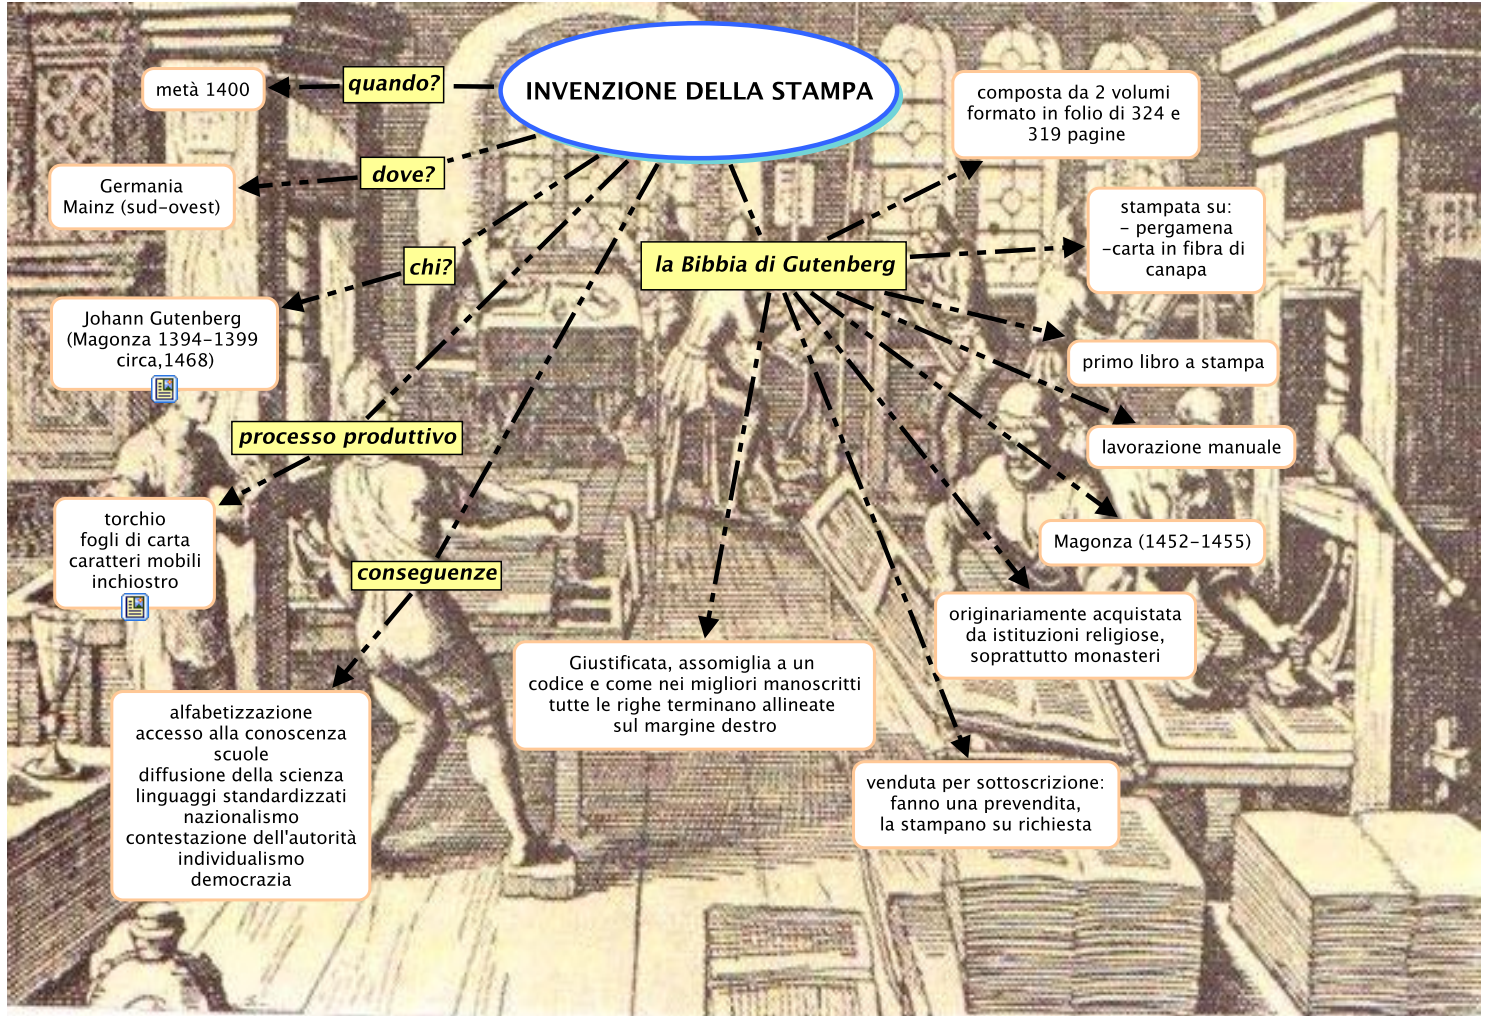 INVENZIONE DELLA STAMPA
quando?
metà 1400
dove?
Germania
Mainz (sud-ovest)
chi?
Johann Gutenberg
(Magonza 1394-1399
circa,1468)
processo produttivo
torchio
fogli di carta
caratteri mobili
inchiostro
conseguenze
alfabetizzazione
accesso alla conoscenza
scuole
diffusione della scienza
linguaggi standardizzati
nazionalismo
contestazione dell'autorità
individualismo
democrazia
la Bibbia di Gutenberg
composta da 2 volumi
formato in folio di 324 e
319 pagine
stampata su:
- pergamena
-carta in fibra di
canapa
primo libro a stampa
lavorazione manuale
Magonza (1452-1455)
originariamente acquistata
da istituzioni religiose,
soprattutto monasteri
venduta per sottoscrizione:
fanno una prevendita,
la stampano su richiesta
Giustificata, assomiglia a un
codice e come nei migliori manoscritti
tutte le righe terminano allineate
sul margine destro